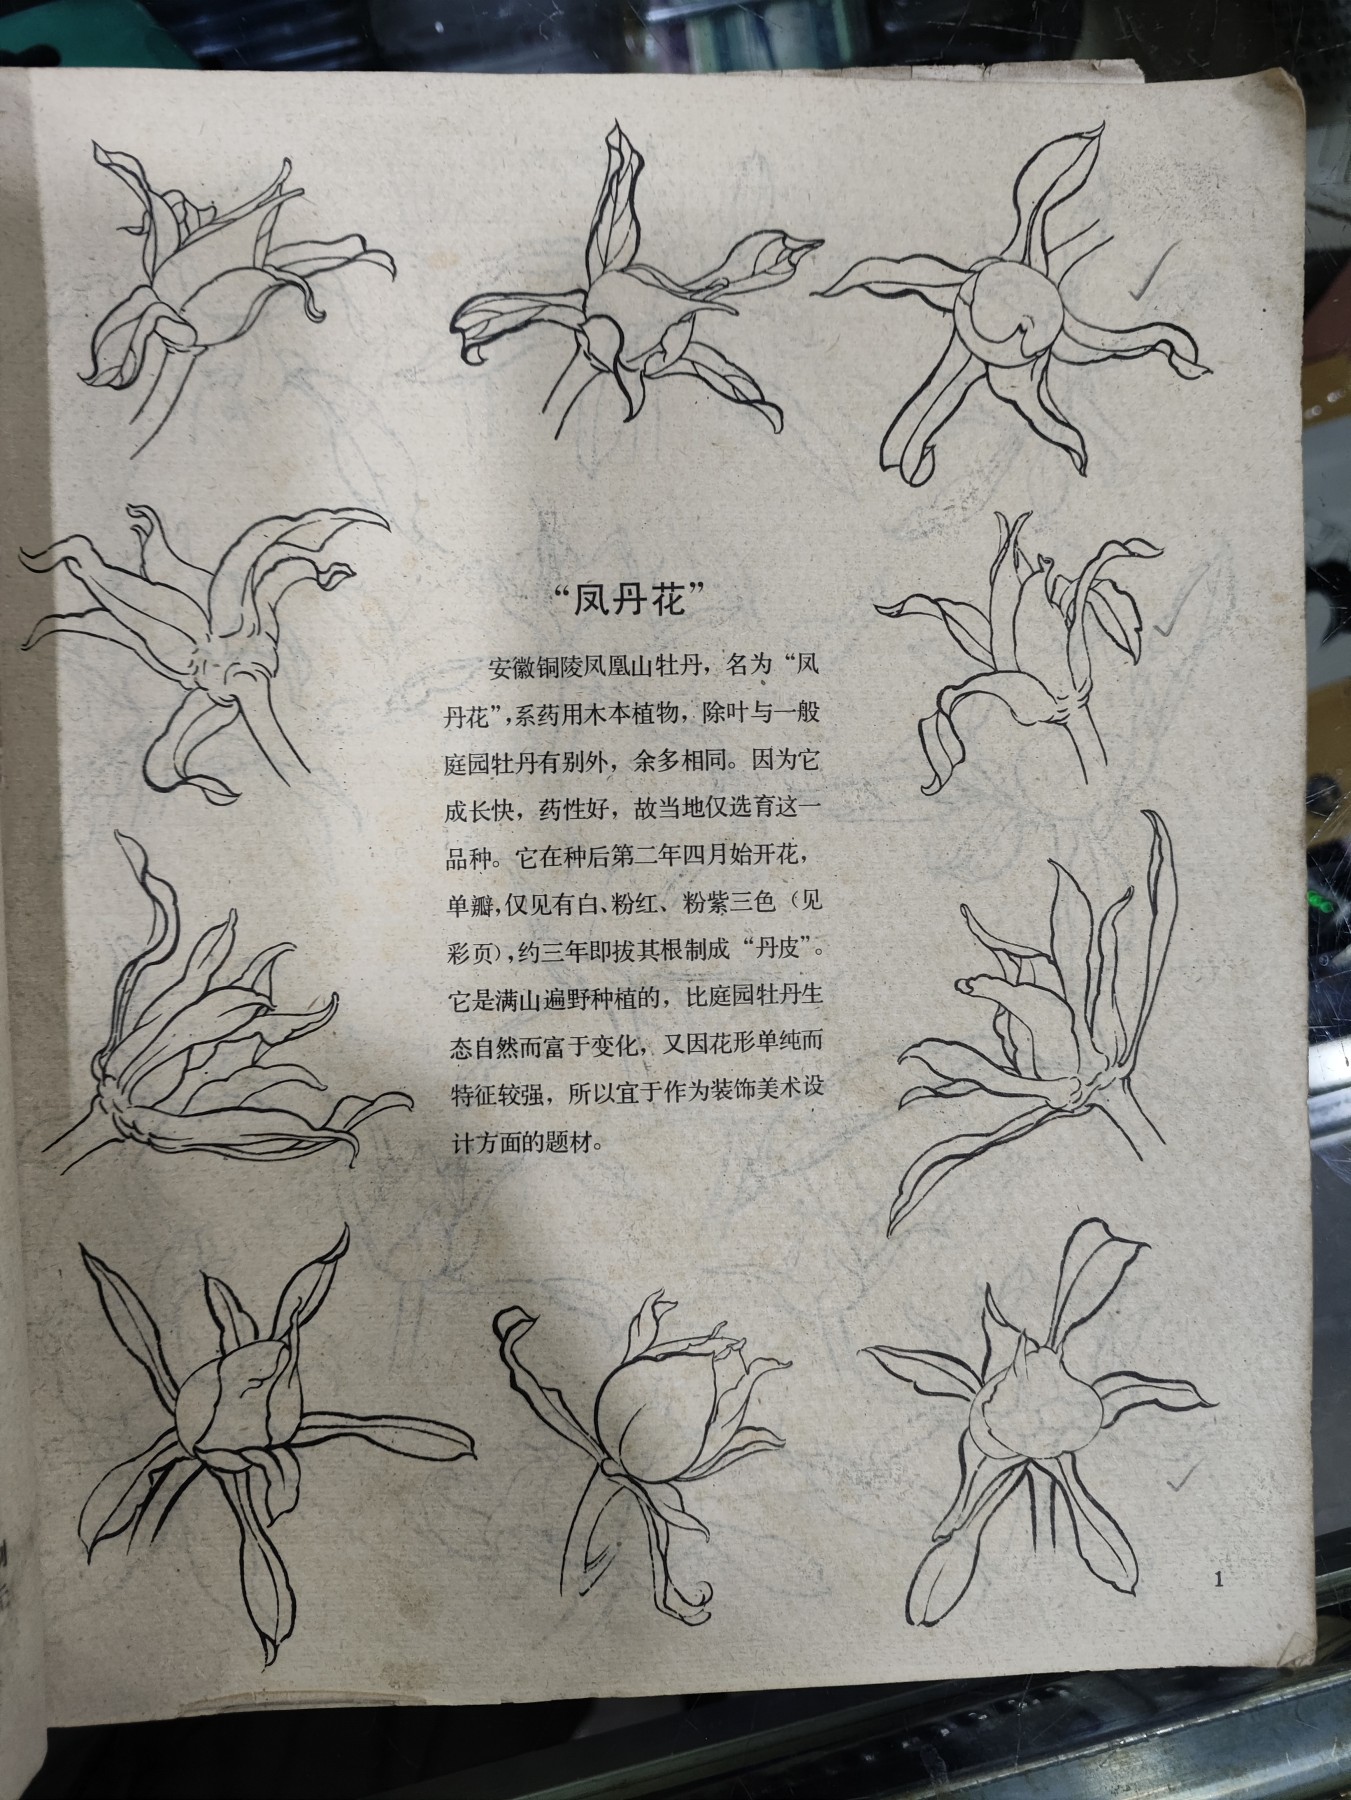 “凤丹花”
安徽铜陵凤凰山牡丹，名为“凤
丹花”，系药用木本植物，除叶与一般
庭园牡丹有别外，余多相同。因为它
成长快，药性好，故当地仅选育这一
品种。它在种后第二年四月始开花，
单瓣，仅见有白、粉红、粉紫三色（见
彩页），约三年即拔其根制成“丹皮”。
它是满山遍野种植的，比庭园牡丹生
态自然而富于变化，又因花形单纯而
特征较强，所以宜于作为装饰美术设
计方面的题材。
1